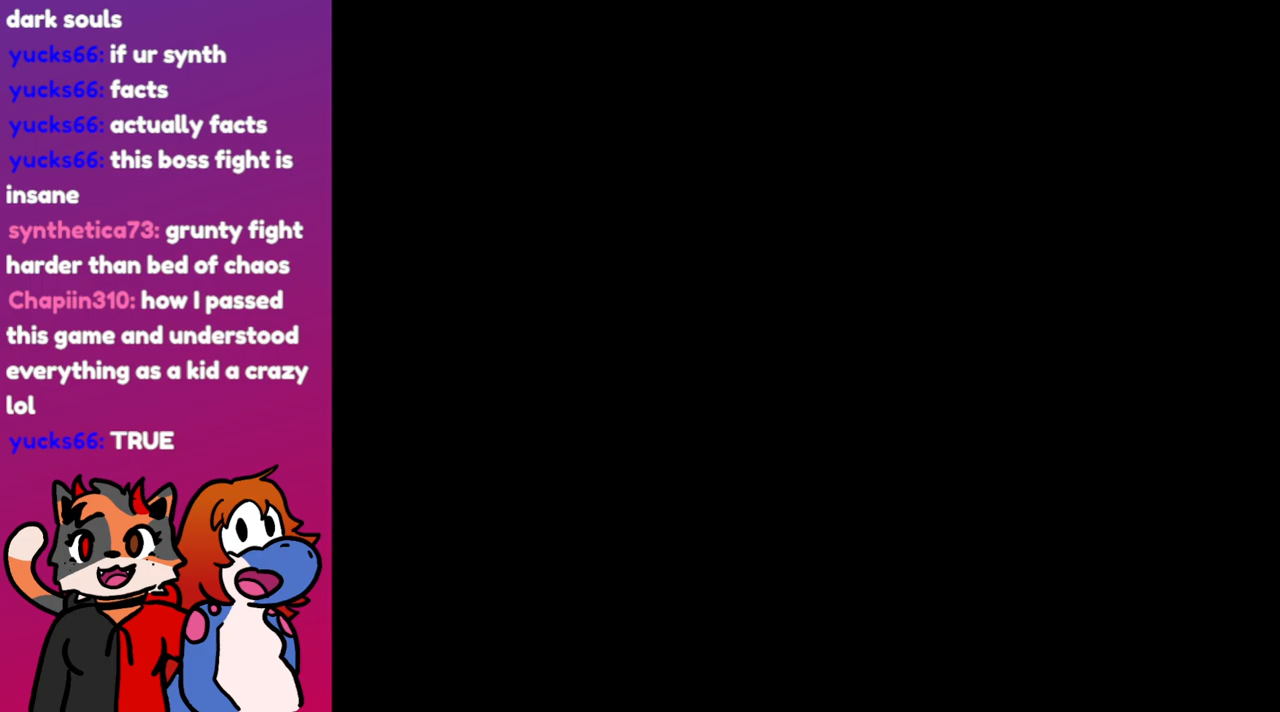 dark souls
yucks66: if ur synth
yucks66: facts
yucks66: actually facts
yucks66: this boss fight is
insane
synthetica73: grunty fight
harder than bed of chaos
Chapiin310: how I passed
this game and understood
everything as a kid a crazy
lol
yucks66: TRUE